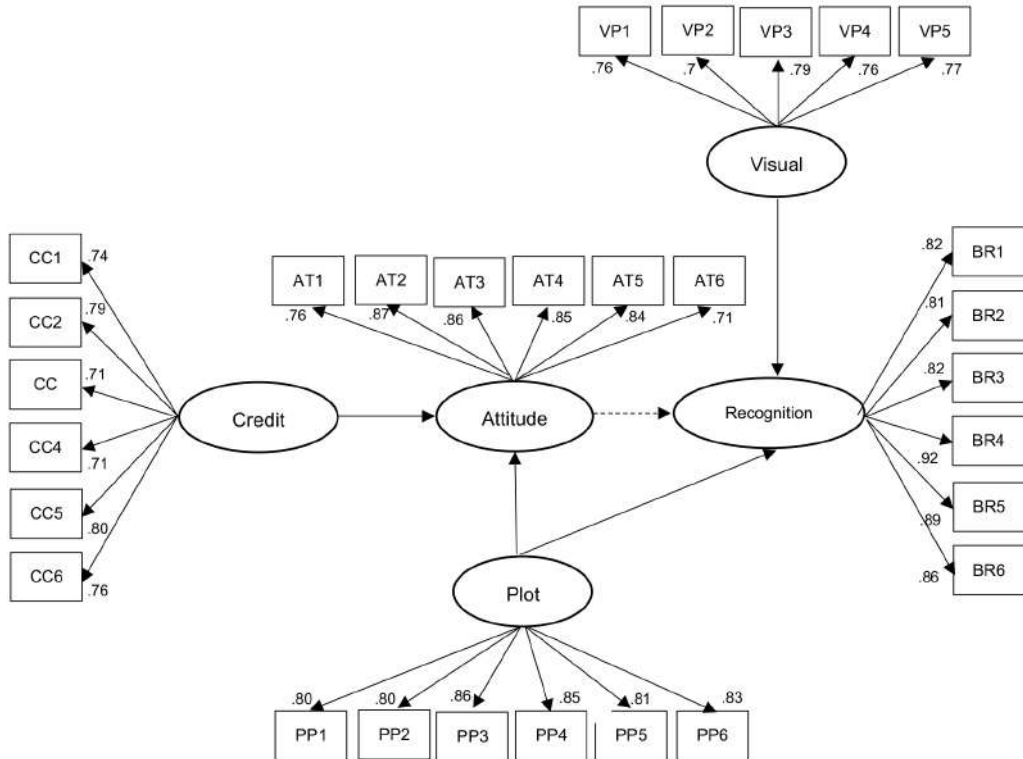 VP1 VP2 VP3 VP4 VP5
.76 .7 .79 .76 .77
Visual
CC1 .74
CC2 .79
CC .71
CC4 .71
CC5 .80
CC6 .76
Credit
AT1 AT2 AT3 AT4 AT5 AT6
.76 .87 .86 .85 .84 .71
Attitude
Recognition
.82 BR1
.81 BR2
.82 BR3
BR4
.92
BR5
.89
.86 BR6
Plot
.80 .80 .86 .85 .81 .83
PP1 PP2 PP3 PP4 PP5 PP6